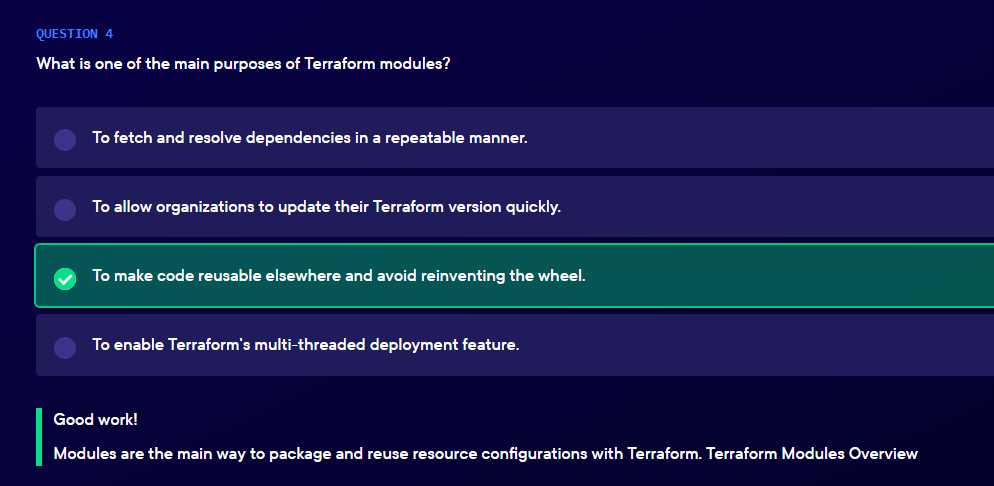 QUESTION 4
What is one of the main purposes of Terraform modules?
To fetch and resolve dependencies in a repeatable manner.
To allow organizations to update their Terraform version quickly.
To make code reusable elsewhere and avoid reinventing the wheel.
To enable Terraform's multi-threaded deployment feature.
Good work!
Modules are the main way to package and reuse resource configurations with Terraform. Terraform Modules Overview